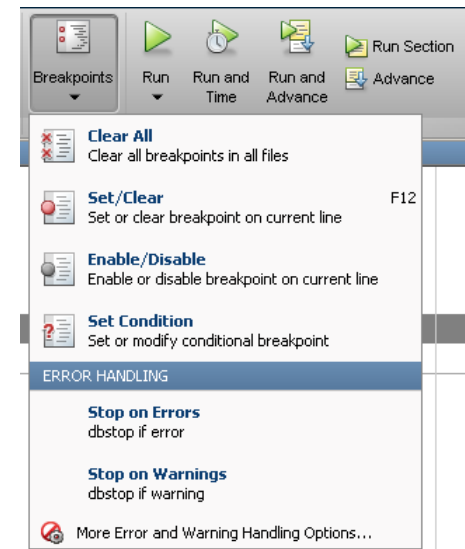 Breakpoints
Run
Run and
Time
Run and
Advance
Run Section
Advance
Clear All
Clear all breakpoints in all files
Set/Clear F12
Set or clear breakpoint on current line
Enable/Disable
Enable or disable breakpoint on current line
Set Condition
Set or modify conditional breakpoint
ERROR HANDLING
Stop on Errors
dbstop if error
Stop on Warnings
dbstop if warning
More Error and Warning Handling Options...